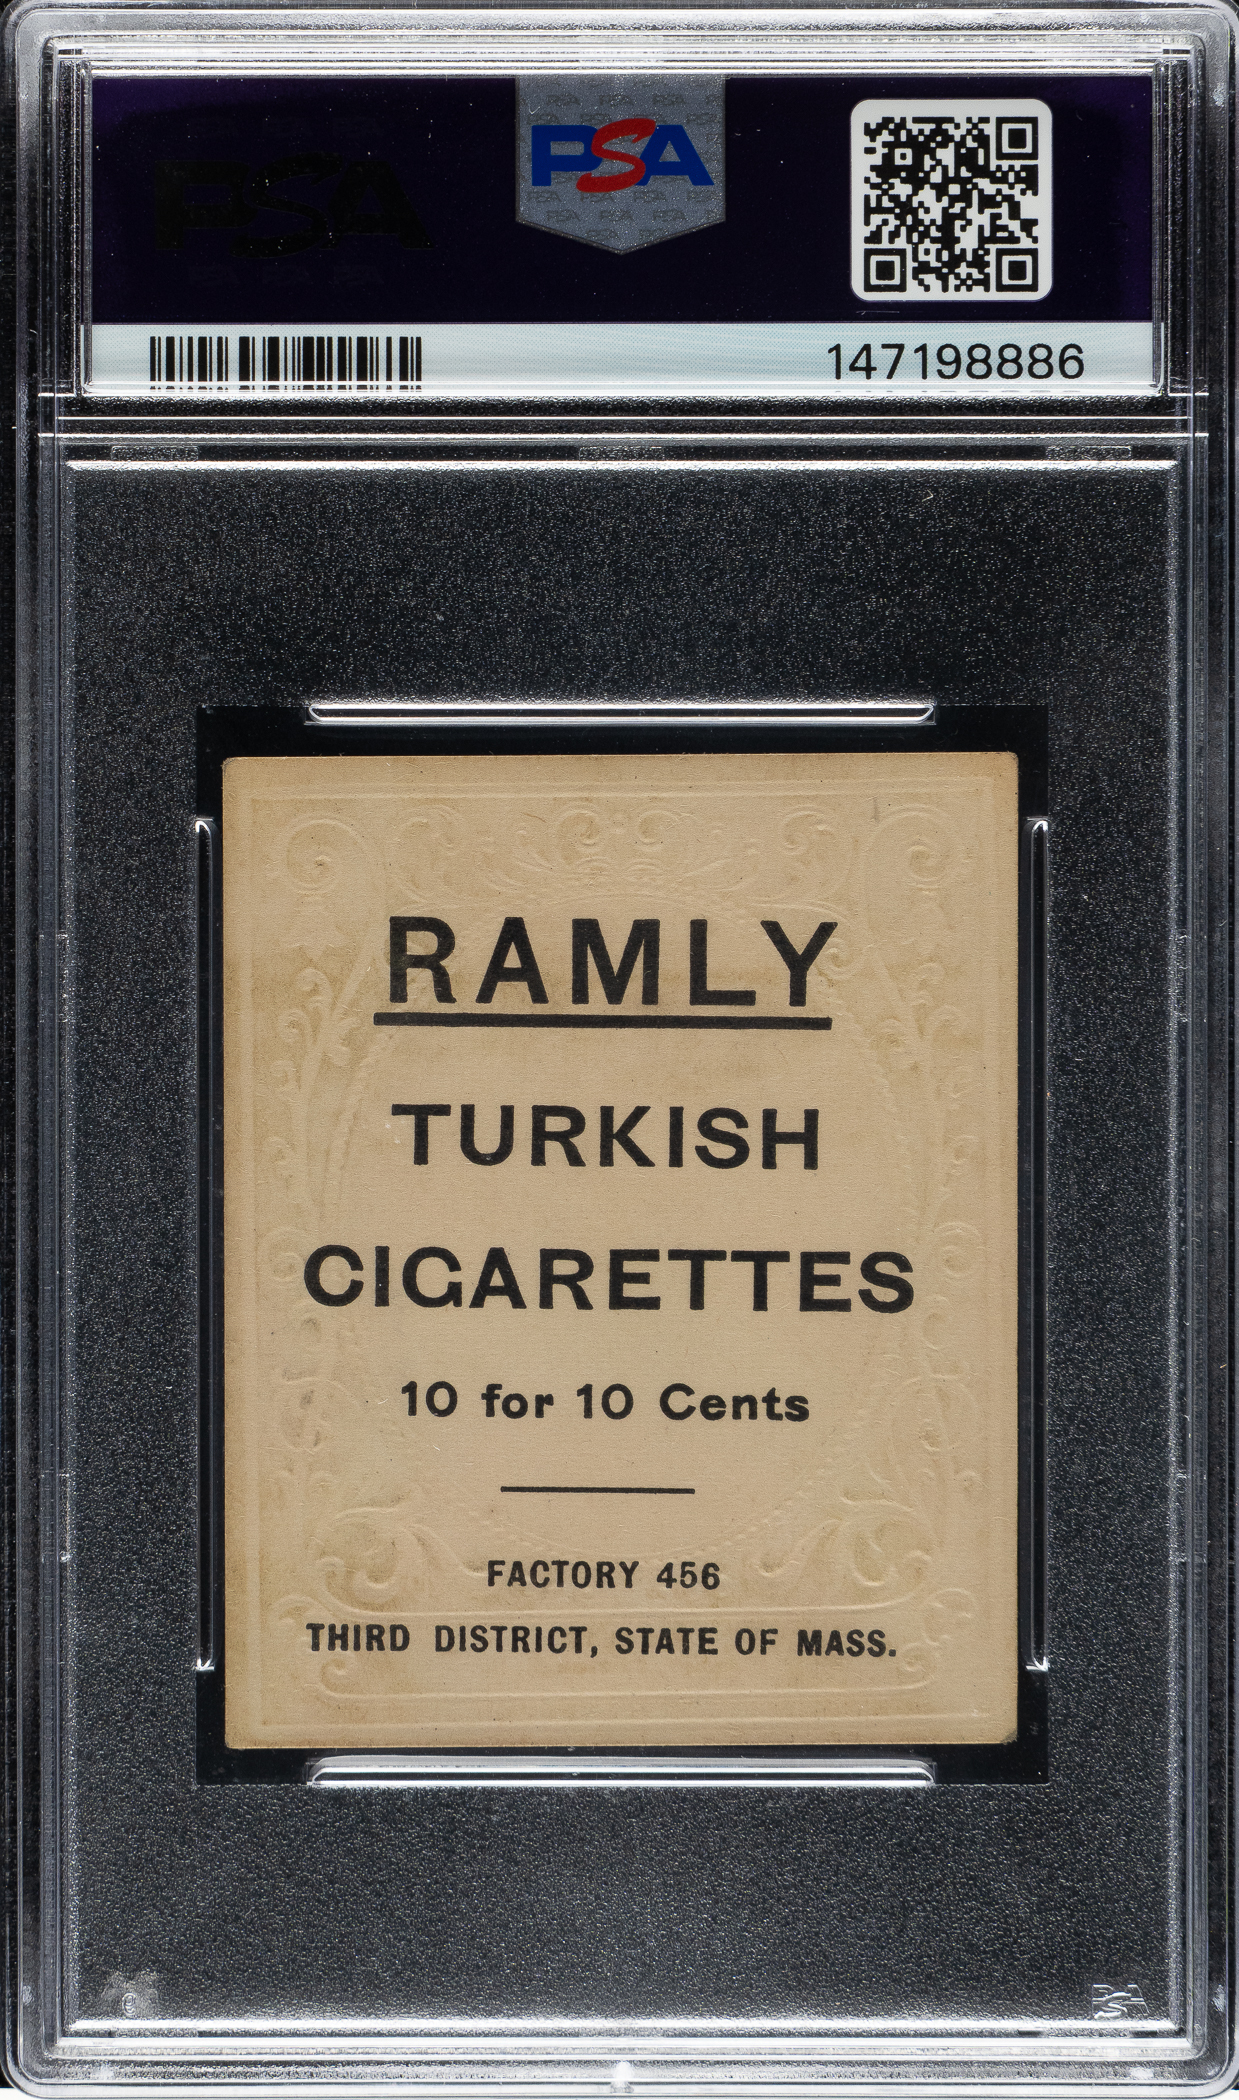 PSA
PSA
147198886
RAMLY
TURKISH
CIGARETTES
10 for 10 Cents
FACTORY 456
THIRD DISTRICT, STATE OF MASS.